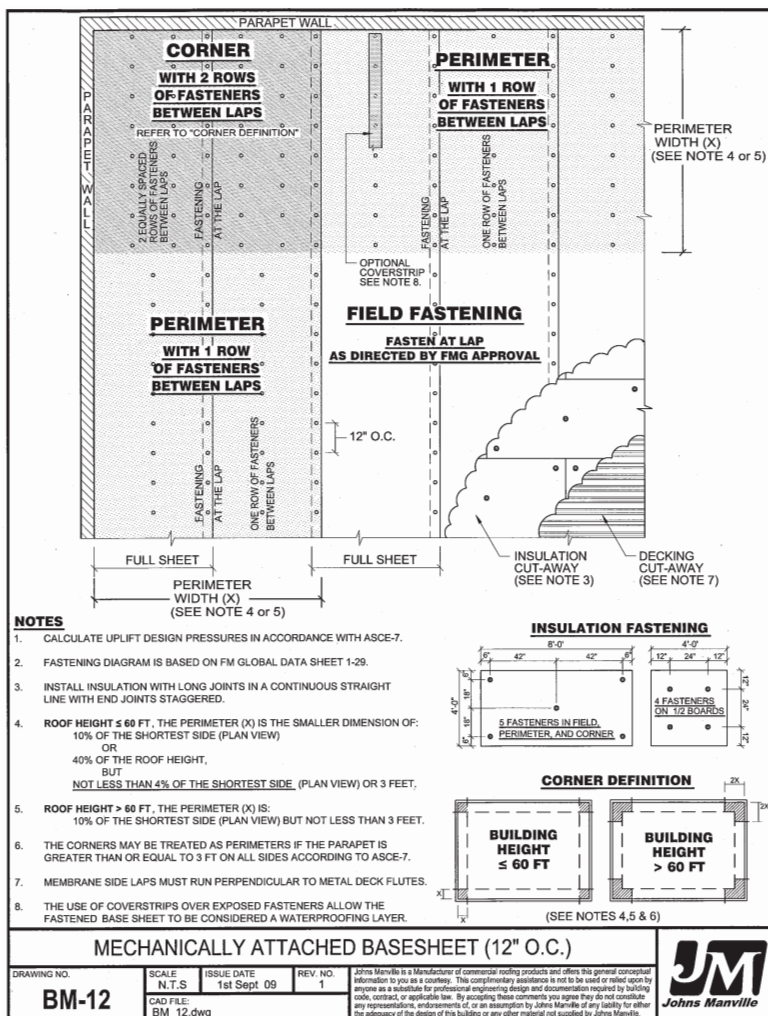 PARAPET WALL
PARAPET WALL
CORNER
WITH 2 ROWS
OF FASTENERS
BETWEEN LAPS
REFER TO "CORNER DEFINITION"
2 EQUALLY SPACED
ROWS OF FASTENERS
BETWEEN LAPS
FASTENING
AT THE LAP
PERIMETER
WITH 1 ROW
OF FASTENERS
BETWEEN LAPS
FASTENING
AT THE LAP
ONE ROW OF FASTENERS
BETWEEN LAPS
PERIMETER
WIDTH (X)
(SEE NOTE 4 or 5)
OPTIONAL
COVERSTRIP
SEE NOTE 8.
PERIMETER
WITH 1 ROW
OF FASTENERS
BETWEEN LAPS
FIELD FASTENING
FASTEN AT LAP
AS DIRECTED BY FMG APPROVAL
12" O.C.
FASTENING
AT THE LAP
ONE ROW OF FASTENERS
BETWEEN LAPS
FULL SHEET
FULL SHEET
INSULATION
CUT-AWAY
(SEE NOTE 3)
DECKING
CUT-AWAY
(SEE NOTE 7)
PERIMETER
WIDTH (X)
(SEE NOTE 4 or 5)
NOTES
1. CALCULATE UPLIFT DESIGN PRESSURES IN ACCORDANCE WITH ASCE-7.
2. FASTENING DIAGRAM IS BASED ON FM GLOBAL DATA SHEET 1-29.
3. INSTALL INSULATION WITH LONG JOINTS IN A CONTINUOUS STRAIGHT
LINE WITH END JOINTS STAGGERED.
4. ROOF HEIGHT ≤ 60 FT, THE PERIMETER (X) IS THE SMALLER DIMENSION OF:
10% OF THE SHORTEST SIDE (PLAN VIEW)
OR
40% OF THE ROOF HEIGHT,
BUT
NOT LESS THAN 4% OF THE SHORTEST SIDE (PLAN VIEW) OR 3 FEET.
5. ROOF HEIGHT > 60 FT, THE PERIMETER (X) IS:
10% OF THE SHORTEST SIDE (PLAN VIEW) BUT NOT LESS THAN 3 FEET.
6. THE CORNERS MAY BE TREATED AS PERIMETERS IF THE PARAPET IS
GREATER THAN OR EQUAL TO 3 FT ON ALL SIDES ACCORDING TO ASCE-7.
7. MEMBRANE SIDE LAPS MUST RUN PERPENDICULAR TO METAL DECK FLUTES.
8. THE USE OF COVERSTRIPS OVER EXPOSED FASTENERS ALLOW THE
FASTENED BASE SHEET TO BE CONSIDERED A WATERPROOFING LAYER.
INSULATION FASTENING
8'-0'
6" 42" 42" 6"
4'-0"
6"
18"
18"
6"
5 FASTENERS IN FIELD,
PERIMETER, AND CORNER
4'-0"
12" 24" 12"
12"
24"
12"
4 FASTENERS
ON 1/2 BOARDS
CORNER DEFINITION
BUILDING
HEIGHT
≤ 60 FT
X
X
BUILDING
HEIGHT
> 60 FT
2X
2X
(SEE NOTES 4,5 & 6)
MECHANICALLY ATTACHED BASESHEET (12" O.C.)
DRAWING NO.
BM-12
SCALE
N.T.S
ISSUE DATE
1st Sept 09
REV. NO.
1
CAD FILE:
BM_12.dwg
Johns Manville is a Manufacturer of commercial roofing products and offers this general conceptual
information to you as a courtesy. This complimentary assistance is not to be used or relied upon by
anyone as a substitute for professional engineering design and documentation required by building
code, contract, or applicable law. By accepting these comments you agree they do not constitute
any representations, endorsements of, or an assumption by Johns Manville of any liability for either
the adequacy of the design of this building or any other material not supplied by Johns Manville.
JM
Johns Manville